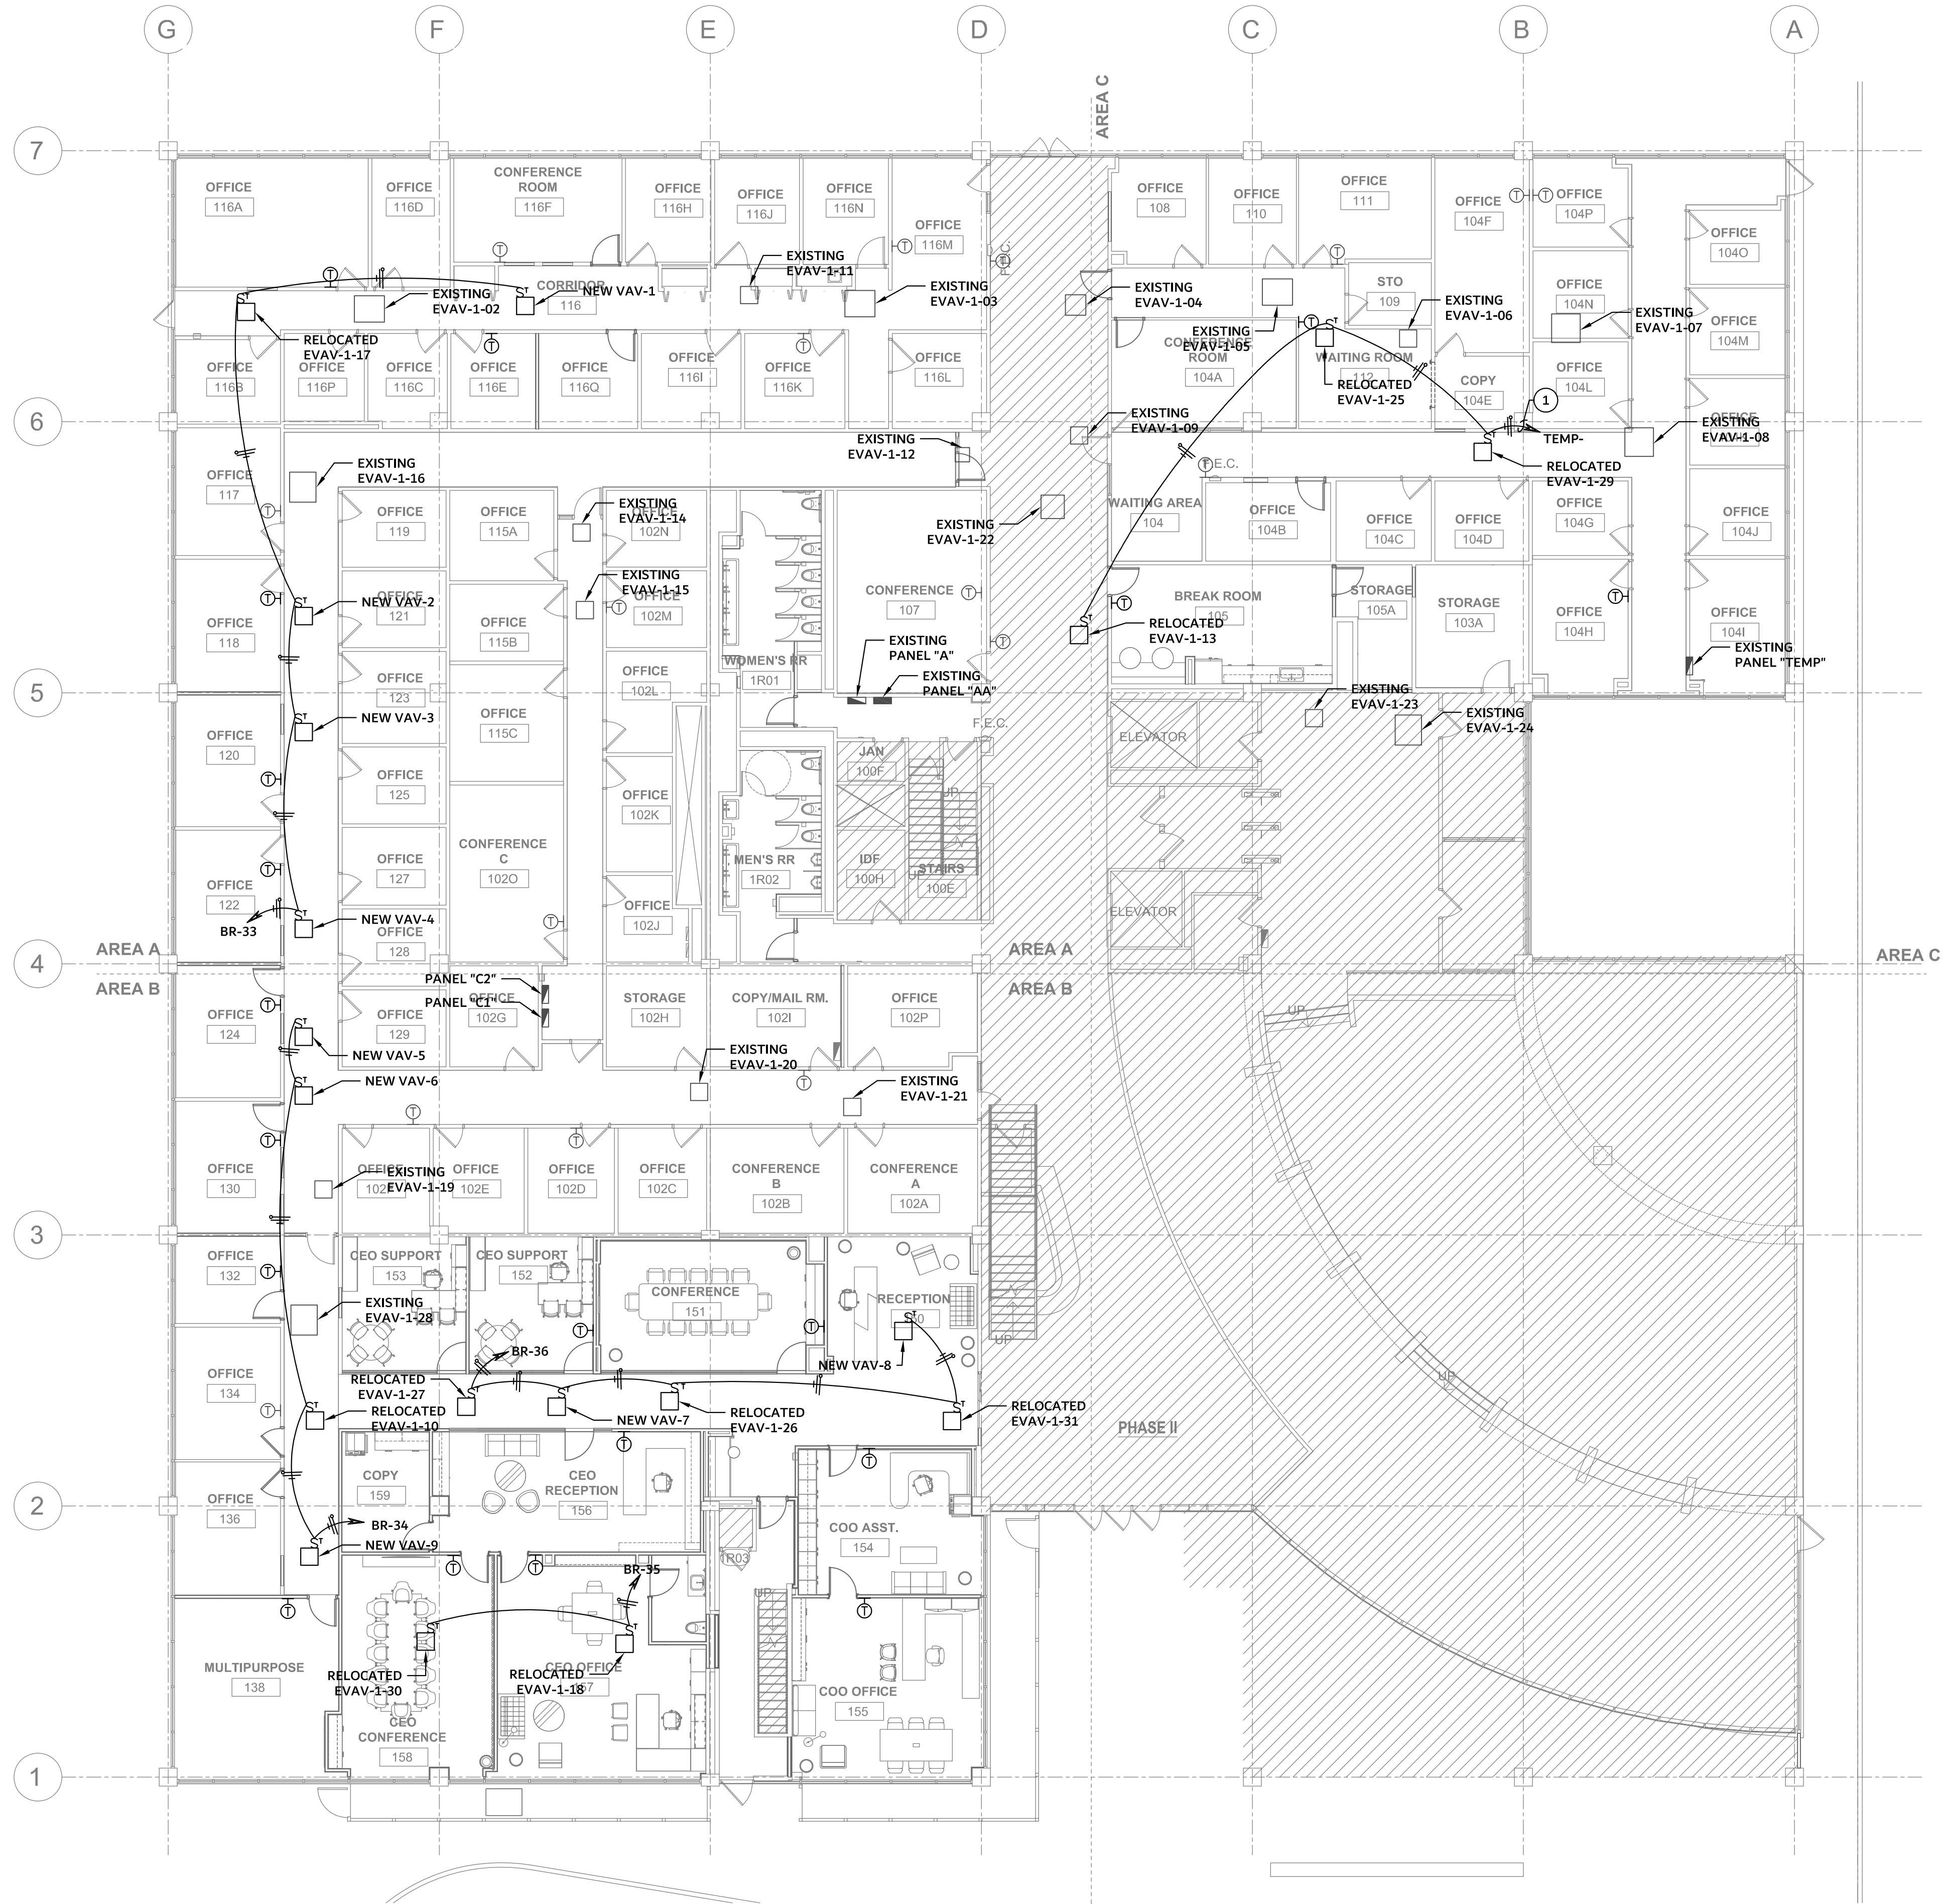 G
F
E
D
C
B
A
AREA C
7
OFFICE
116A
OFFICE
116D
CONFERENCE
ROOM
116F
OFFICE
116H
OFFICE
116J
OFFICE
116N
OFFICE
116M
F.E.C.
OFFICE
108
OFFICE
110
OFFICE
111
OFFICE
104F
OFFICE
104P
OFFICE
104O
EXISTING
EVAV-1-11
CORRIDOR
116
NEW VAV-1
EXISTING
EVAV-1-02
EXISTING
EVAV-1-03
EXISTING
EVAV-1-04
STO
109
EXISTING
EVAV-1-06
OFFICE
104N
EXISTING
EVAV-1-07
OFFICE
104M
RELOCATED
EVAV-1-17
EXISTING
EVAV-1-05
CONFERENCE
ROOM
104A
WAITING ROOM
112
RELOCATED
EVAV-1-25
COPY
104E
OFFICE
104L
OFFICE
116B
OFFICE
116P
OFFICE
116C
OFFICE
116E
OFFICE
116Q
OFFICE
116I
OFFICE
116K
OFFICE
116L
6
1
TEMP-
EXISTING
EVAV-1-09
EXISTING
EVAV-1-08
OFFICE
EXISTING
EVAV-1-12
RELOCATED
EVAV-1-29
F.E.C.
OFFICE
117
EXISTING
EVAV-1-16
OFFICE
119
OFFICE
115A
EXISTING
EVAV-1-14
OFFICE
102N
EXISTING
EVAV-1-22
WAITING AREA
104
OFFICE
104B
OFFICE
104C
OFFICE
104D
OFFICE
104G
OFFICE
104J
EXISTING
EVAV-1-15
OFFICE
102M
NEW VAV-2
OFFICE
121
OFFICE
118
OFFICE
115B
CONFERENCE
107
BREAK ROOM
105
RELOCATED
EVAV-1-13
STORAGE
105A
STORAGE
103A
OFFICE
104H
OFFICE
104I
EXISTING
PANEL "TEMP"
EXISTING
PANEL "A"
EXISTING
PANEL "AA"
WOMEN'S RR
1R01
OFFICE
102L
OFFICE
123
5
NEW VAV-3
OFFICE
120
OFFICE
115C
F.E.C.
EXISTING
EVAV-1-23
EXISTING
EVAV-1-24
ELEVATOR
JAN
100F
OFFICE
125
OFFICE
102K
UP
OFFICE
127
CONFERENCE
C
102O
MEN'S RR
1R02
IDF
100H
STAIRS
100E
UP
OFFICE
122
BR-33
NEW VAV-4
OFFICE
128
OFFICE
102J
ELEVATOR
AREA A
4
AREA B
AREA A
AREA B
AREA C
PANEL "C2"
PANEL "C1"
OFFICE
102G
STORAGE
102H
COPY/MAIL RM.
102I
OFFICE
102P
OFFICE
124
OFFICE
129
NEW VAV-5
UP
EXISTING
EVAV-1-20
NEW VAV-6
EXISTING
EVAV-1-21
OFFICE
130
EXISTING
EVAV-1-19
OFFICE
OFFICE
102E
OFFICE
102D
OFFICE
102C
CONFERENCE
B
102B
CONFERENCE
A
102A
3
OFFICE
132
CEO SUPPORT
153
CEO SUPPORT
152
CONFERENCE
151
RECEPTION
EXISTING
EVAV-1-28
UP
BR-36
NEW VAV-8
OFFICE
134
RELOCATED
EVAV-1-27
RELOCATED
EVAV-1-10
NEW VAV-7
RELOCATED
EVAV-1-26
RELOCATED
EVAV-1-31
UP
PHASE II
COPY
159
CEO
RECEPTION
156
2
OFFICE
136
BR-34
NEW VAV-9
COO ASST.
154
1R03
BR-35
UP
MULTIPURPOSE
138
RELOCATED
EVAV-1-30
CEO
CONFERENCE
158
RELOCATED
EVAV-1-18
CEO OFFICE
157
COO OFFICE
155
1